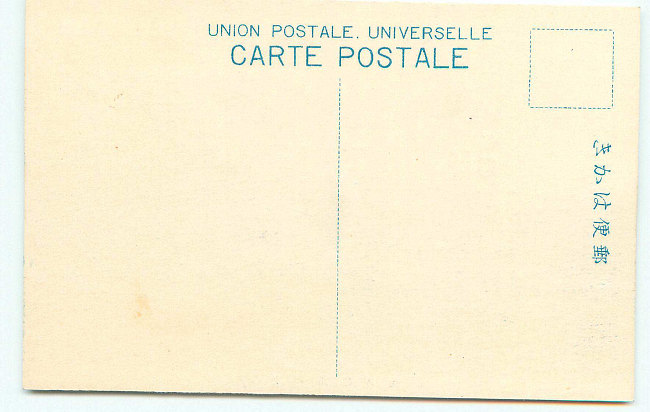 UNION POSTALE. UNIVERSELLE
CARTE POSTALE
郵便はかき